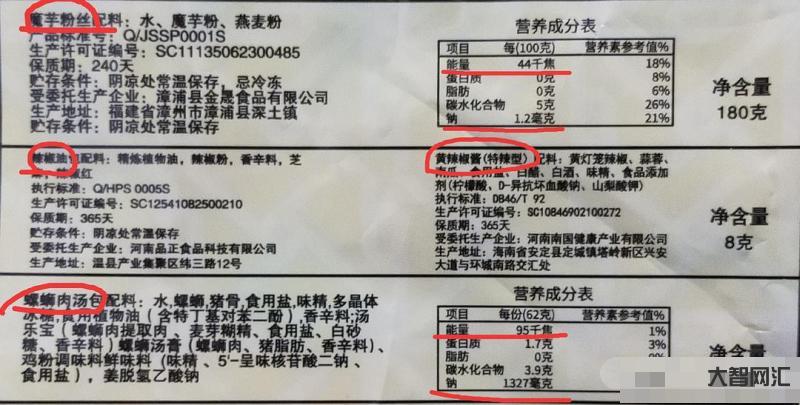 魔芋粉丝配料：水、魔芋粉、燕麦粉
产品标准号：Q/JSSP0001S
生产许可证编号：SC11135062300485
保质期：240天
贮存条件：阴凉处常温保存，忌冷冻
受委托生产企业：漳浦县金晟食品有限公司
生产地址：福建省漳州市漳浦县深土镇
贮存条件：阴凉处常温保存
营养成分表
项目 每(100克) 营养素参考值%
能量 44千焦 18%
蛋白质 0克 8%
脂肪 0克 6%
碳水化合物 5克 26%
钠 1.2毫克 21%
净含量
180克
辣椒油包配料：精炼植物油，辣椒粉，香辛料，芝
辣椒红
执行标准：Q/HPS 0005S
生产许可证编号：SC12541082500210
保质期：365天
贮存条件：阴凉处常温保存
受委托生产企业：河南品正食品科技有限公司
生产地址：温县产业集聚区纬三路12号
黄辣椒酱(特辣型)配料：黄灯笼辣椒、蒜蓉、
南瓜、食用盐、白醋、白酒、味精、食品添加
剂(柠檬酸、D-异抗坏血酸钠、山梨酸钾)
执行标准：DB46/T 92
生产许可证编号：SC10846902100272
保质期：365天
受委托生产企业：河南南国健康产业有限公司
生产地址：海南省安定县定城镇塔岭新区兴安
大道与环城南路交汇处
净含量
8克
螺蛳肉汤包配料：水,螺蛳,猪骨,食用盐,味精,多晶体
冰糖,食用植物油（含特丁基对苯二酚）,香辛料;汤
乐宝（螺蛳肉提取肉、麦芽糊精、食用盐、白砂
糖、香辛料）螺蛳汤膏（螺蛳肉、猪脂肪、香辛料）、
鸡粉调味料鲜味料（味精、5'-呈味核苷酸二钠、
食用盐），姜脱氢乙酸钠
营养成分表
项目 每份(62克) 营养素参考值%
能量 95千焦 1%
蛋白质 1.7克 3%
脂肪 0克 0%
碳水化合物 3.9克
钠 1327毫克
净含量
大智网汇